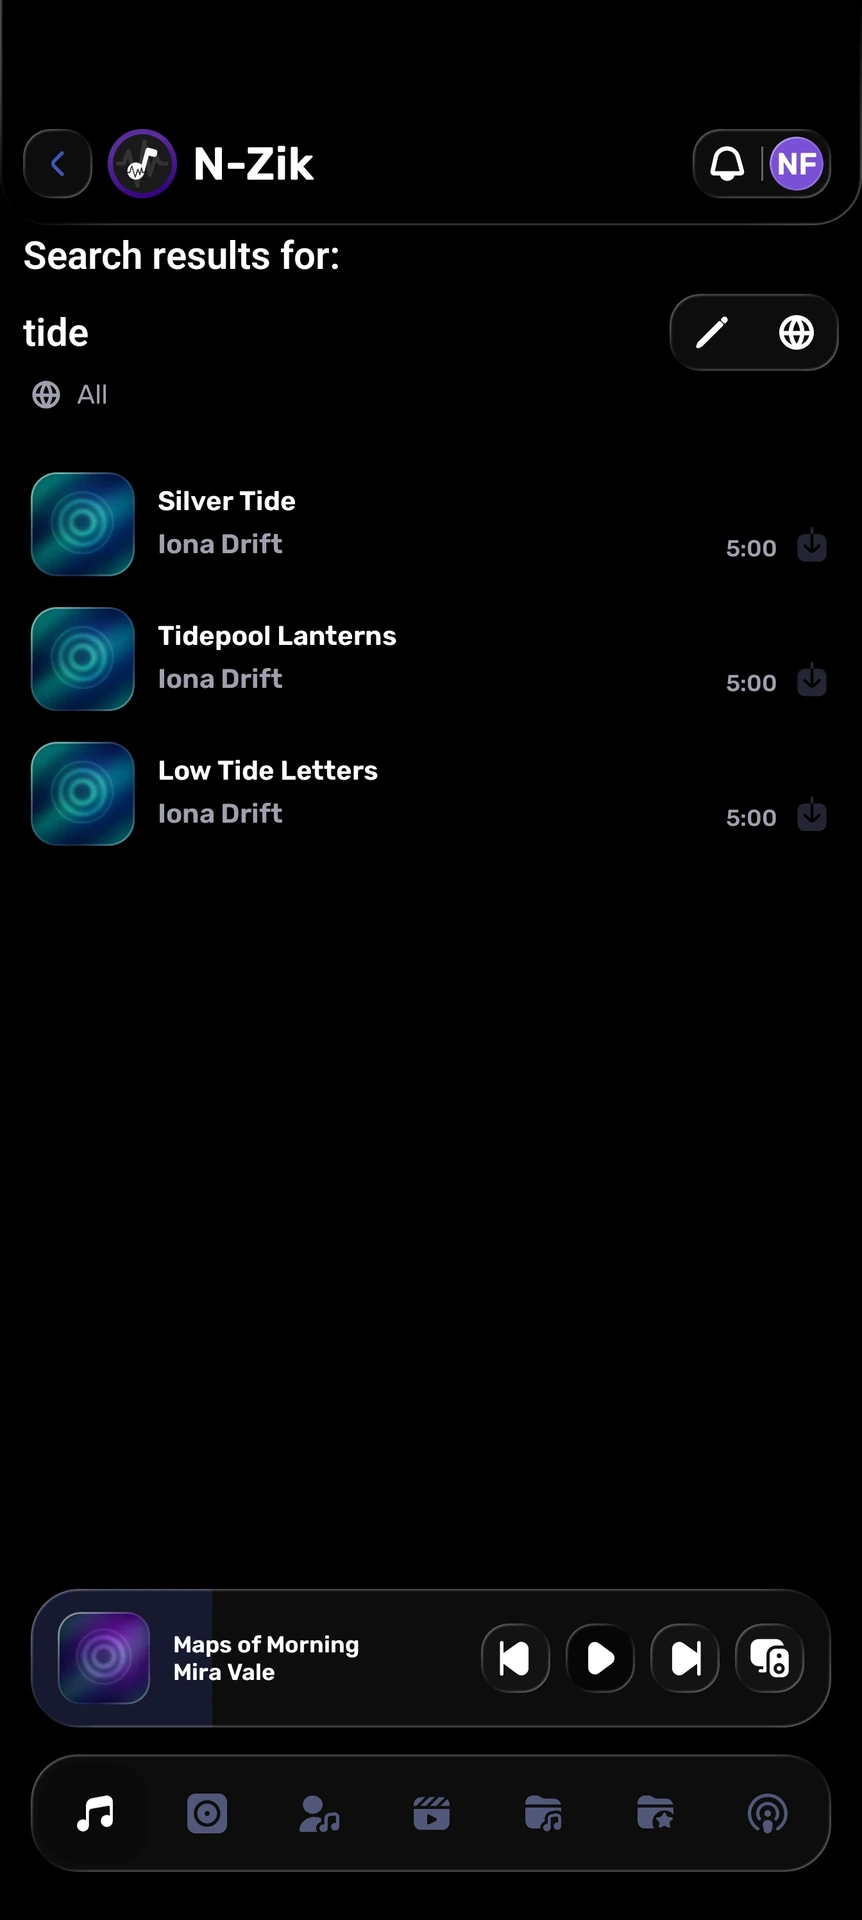 N-Zik
NF
Search results for:
tide
All
Silver Tide
Iona Drift
5:00
Tidepool Lanterns
Iona Drift
5:00
Low Tide Letters
Iona Drift
5:00
Maps of Morning
Mira Vale